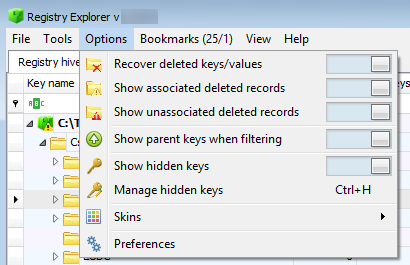 Registry Explorer v
File Tools Options Bookmarks (25/1) View Help
Registry hive
Key name
Recover deleted keys/values
Show associated deleted records
Show unassociated deleted records
Show parent keys when filtering
Show hidden keys
Manage hidden keys Ctrl+H
Skins
Preferences